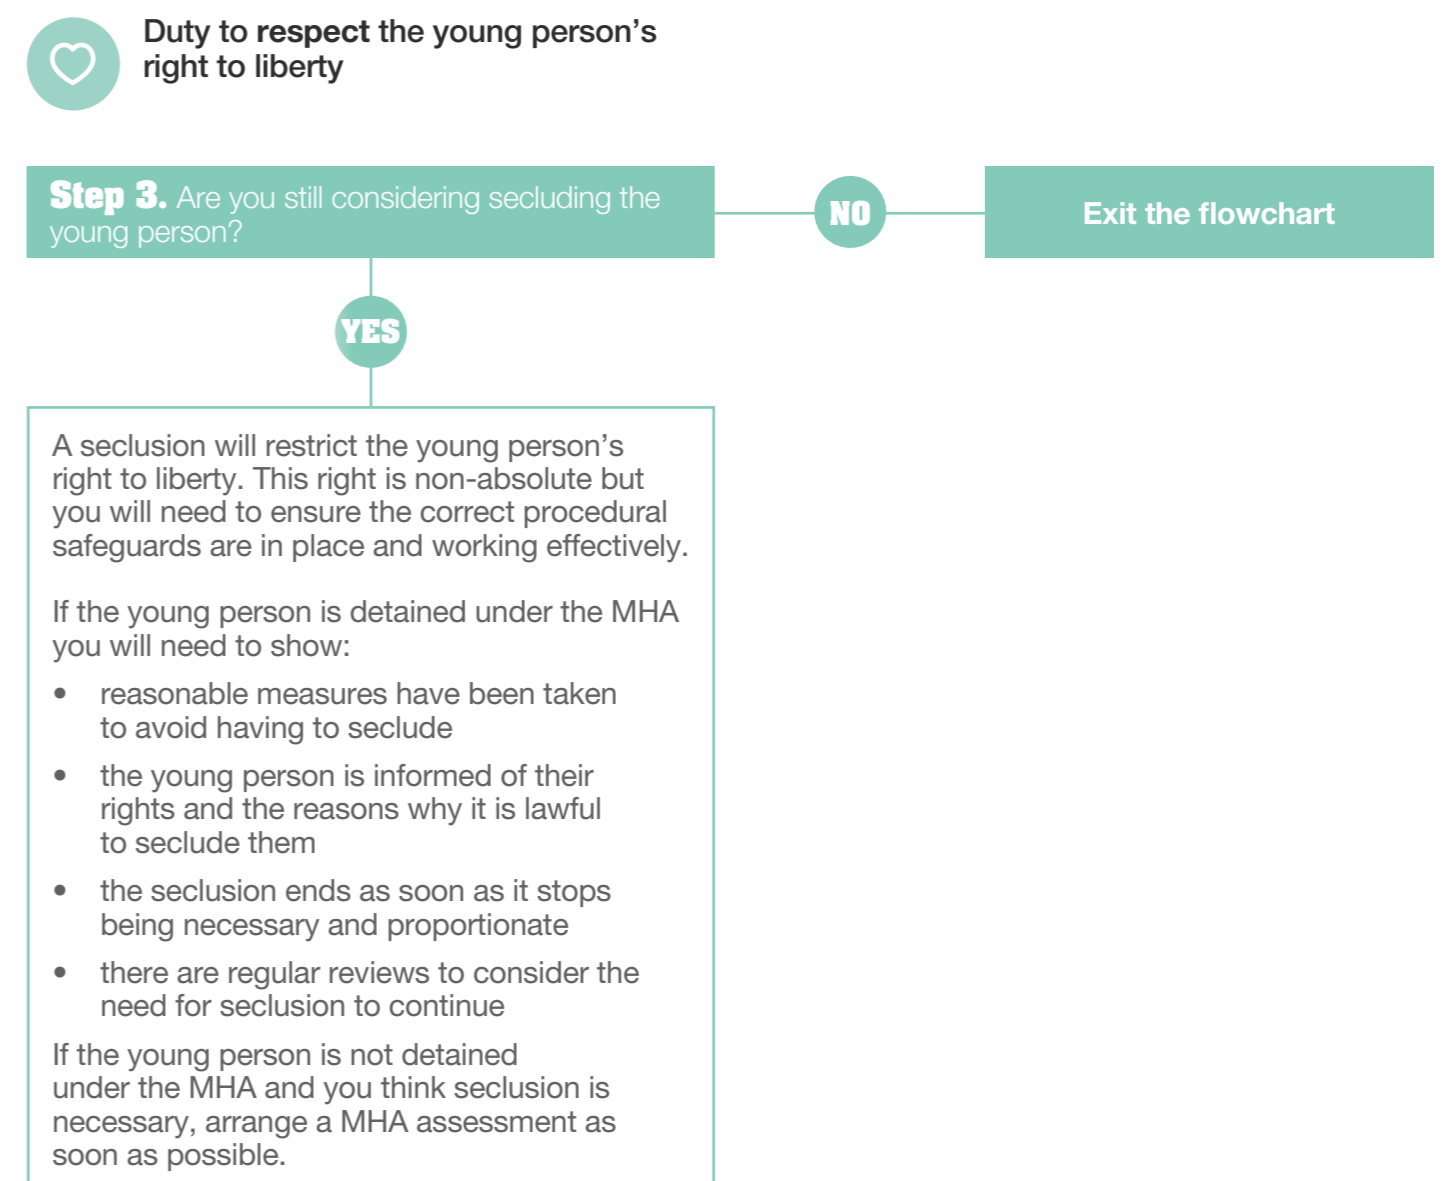 Duty to respect the young person’s
right to liberty
Step 3. Are you still considering secluding the
young person?
NO
Exit the flowchart
YES
A seclusion will restrict the young person’s
right to liberty. This right is non-absolute but
you will need to ensure the correct procedural
safeguards are in place and working effectively.
If the young person is detained under the MHA
you will need to show:
• reasonable measures have been taken
to avoid having to seclude
• the young person is informed of their
rights and the reasons why it is lawful
to seclude them
• the seclusion ends as soon as it stops
being necessary and proportionate
• there are regular reviews to consider the
need for seclusion to continue
If the young person is not detained
under the MHA and you think seclusion is
necessary, arrange a MHA assessment as
soon as possible.